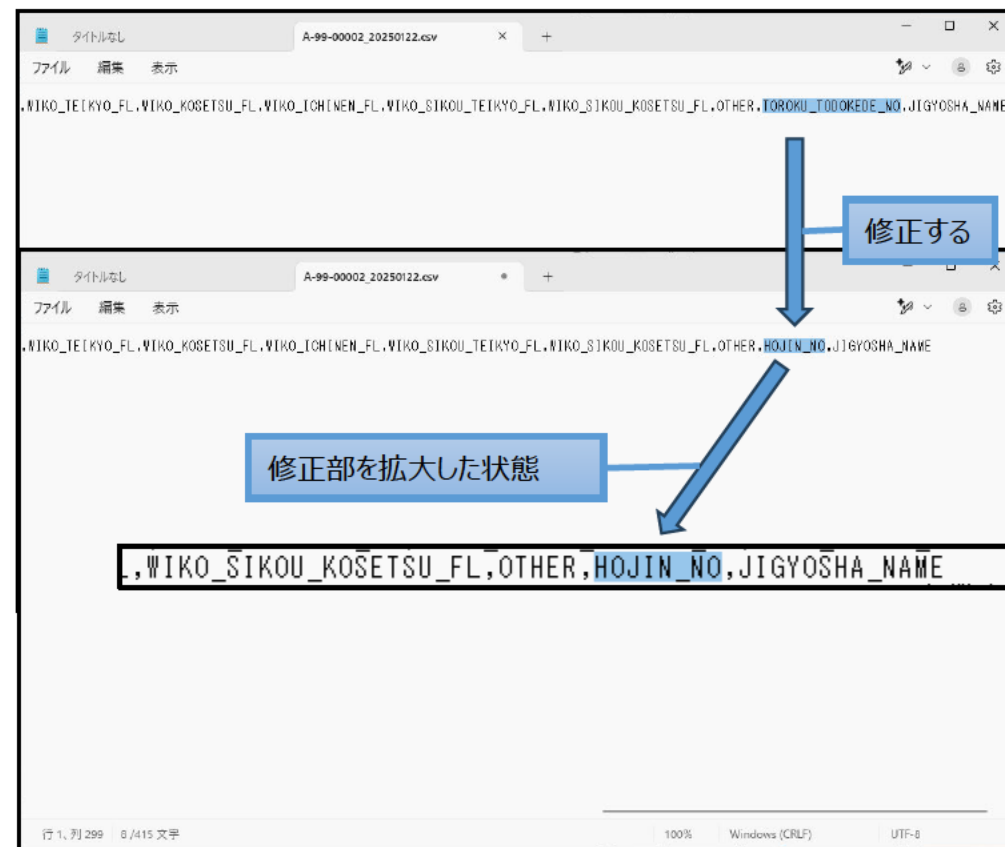 タイトルなし A-99-00002_20250122.csv × +
ファイル 編集 表示
,WIKO_TEIKYO_FL,WIKO_KOSETSU_FL,WIKO_ICHINEN_FL,WIKO_SIKOU_TEIKYO_FL,WIKO_SIKOU_KOSETSU_FL,OTHER,TOROKU_TODOKEDE_NO,JIGYOSHA_NAME
修正する
タイトルなし A-99-00002_20250122.csv • +
ファイル 編集 表示
,WIKO_TEIKYO_FL,WIKO_KOSETSU_FL,WIKO_ICHINEN_FL,WIKO_SIKOU_TEIKYO_FL,WIKO_SIKOU_KOSETSU_FL,OTHER,HOJIN_NO,JIGYOSHA_NAME
修正部を拡大した状態
,WIKO_SIKOU_KOSETSU_FL,OTHER,HOJIN_NO,JIGYOSHA_NAME
行 1、列 299 8/415 文字 100% Windows (CRLF) UTF-8